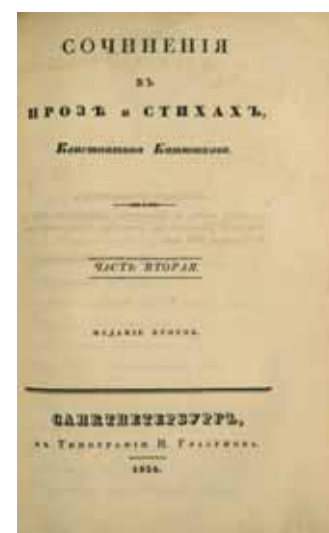 СОЧИНЕНІЯ
ВЪ
ПРОЗѢ и СТИХАХЪ,
Константина Батюшкова.
ЧАСТЬ ВТОРАЯ.
ИЗДАНІЕ ВТОРОЕ.
САНКТПЕТЕРБУРГЪ,
въ Типографіи И. Глазунова.
1834.